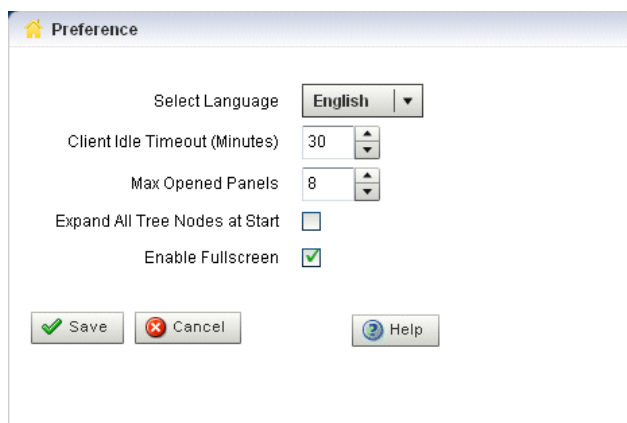 Preference
Select Language English
Client Idle Timeout (Minutes) 30
Max Opened Panels 8
Expand All Tree Nodes at Start
Enable Fullscreen
Save Cancel Help